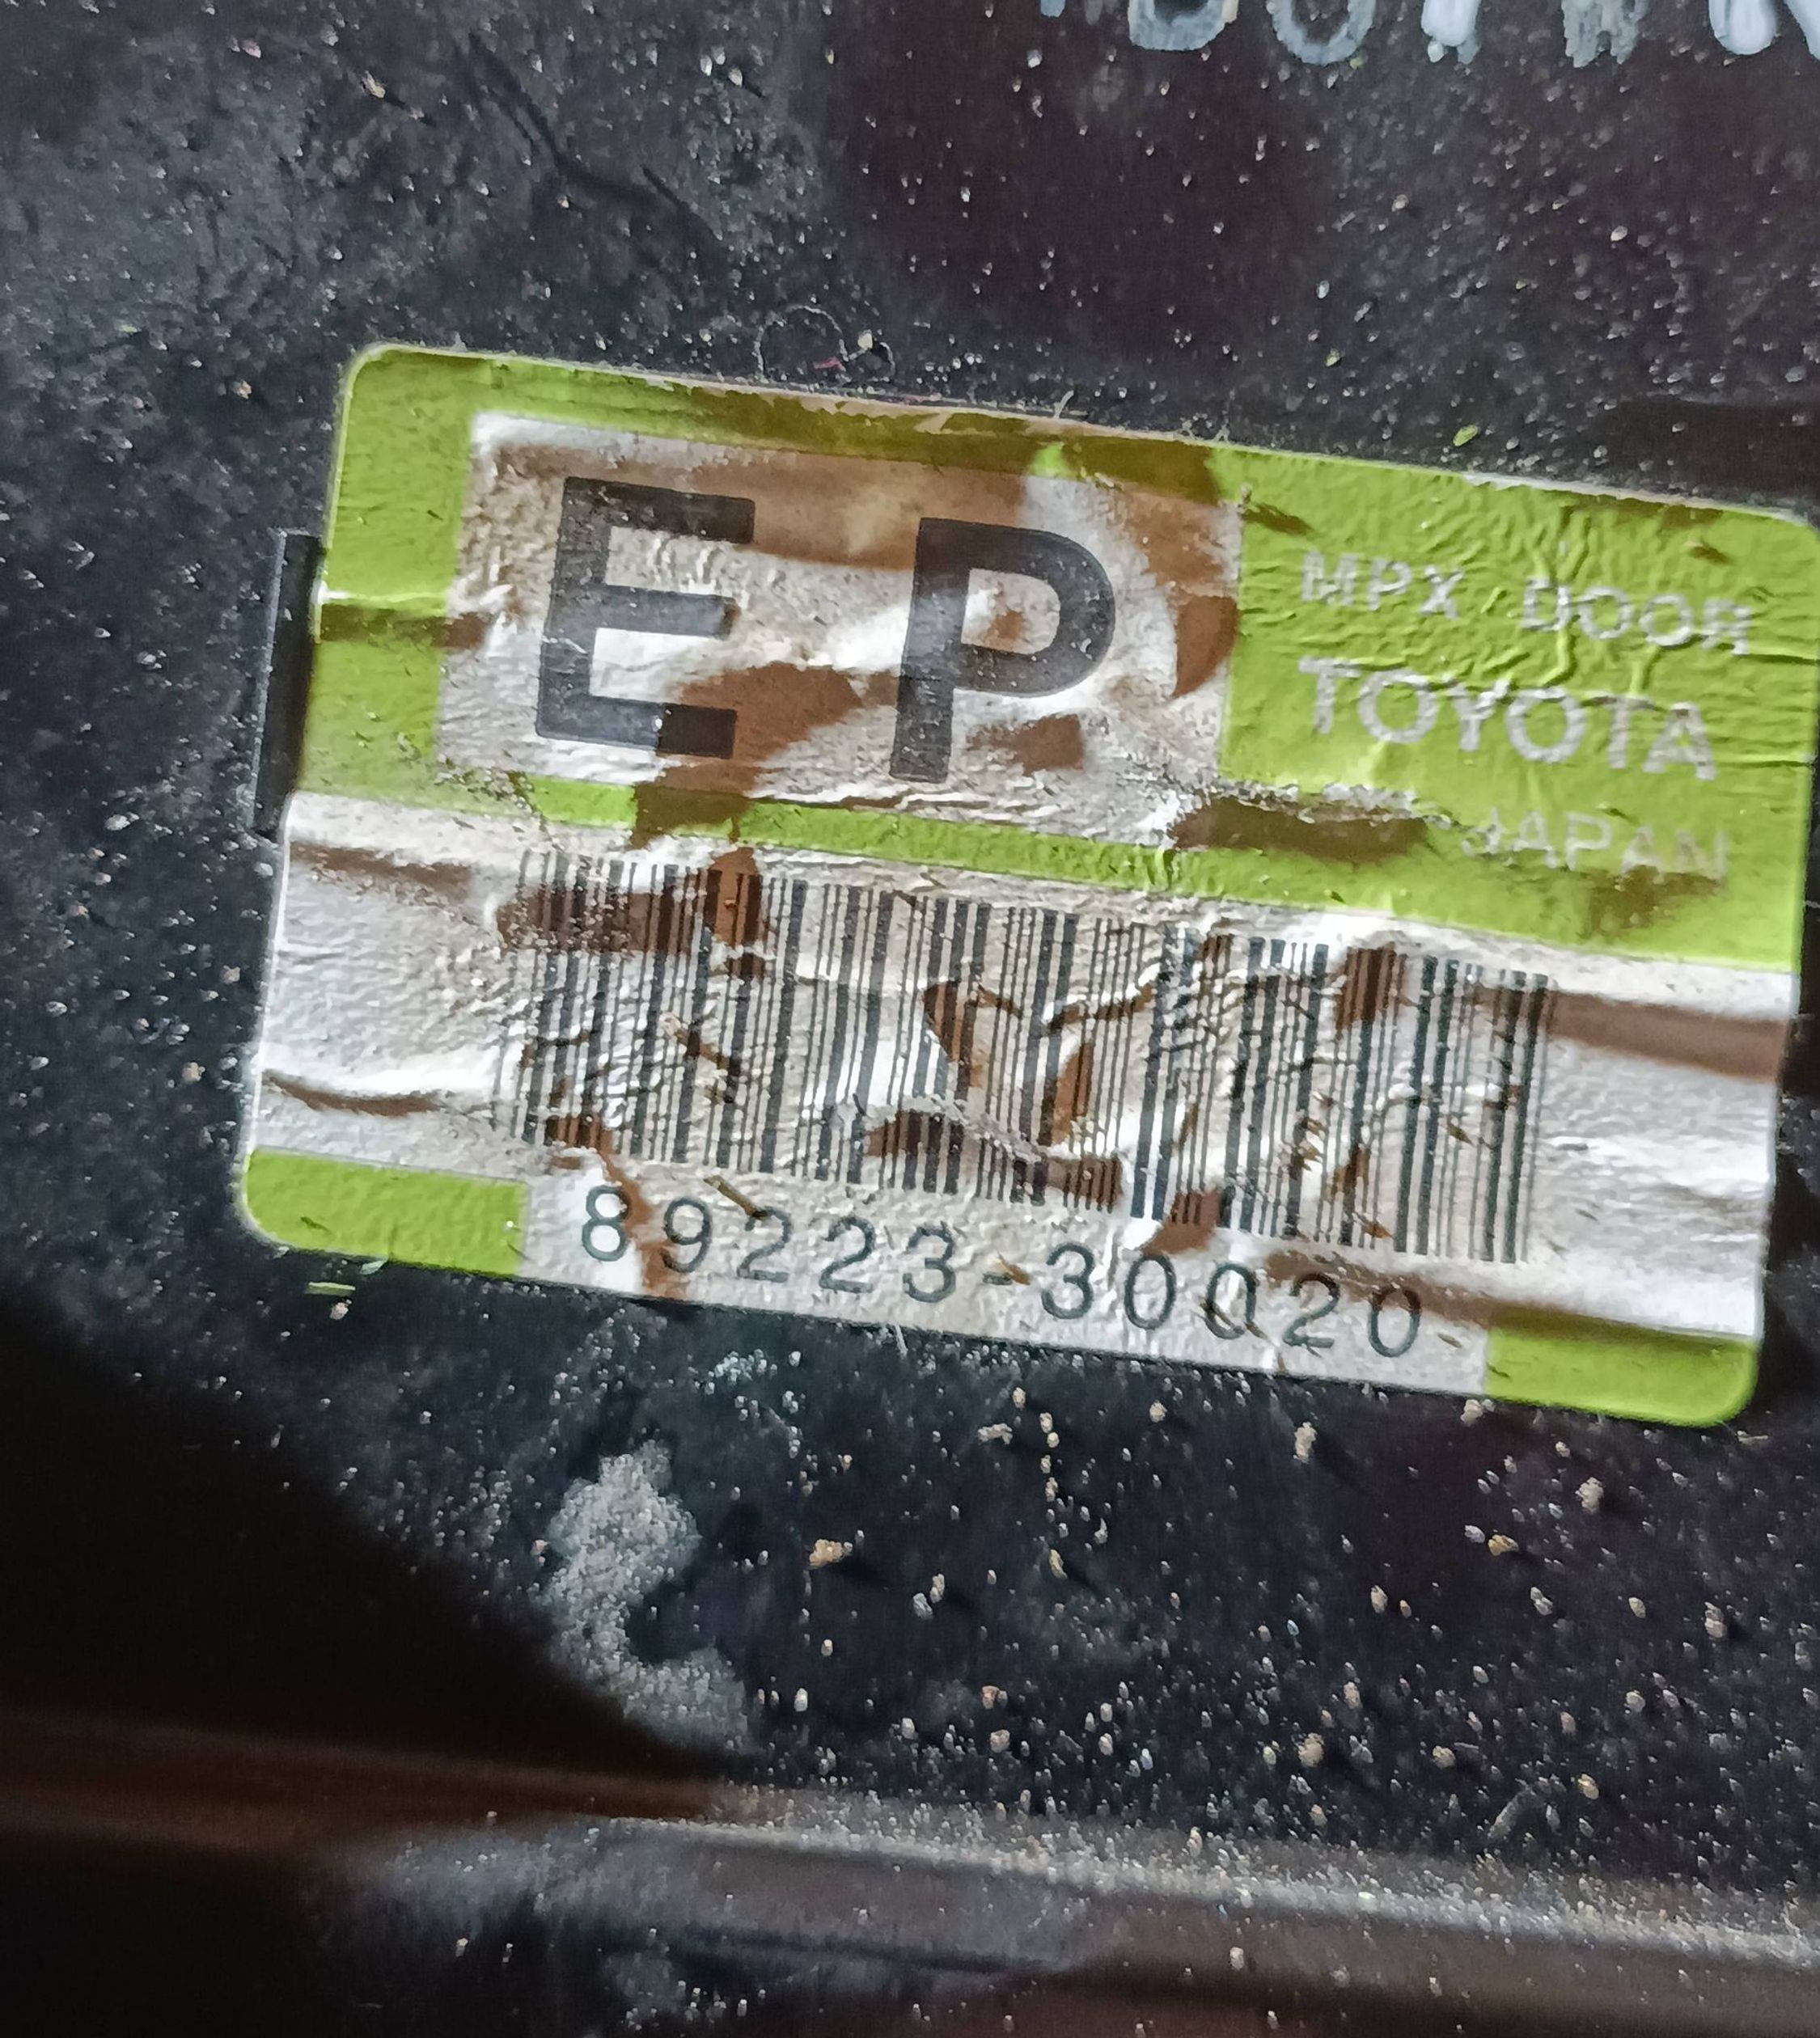 EP
MPX DOOR
TOYOTA
JAPAN
89223-30020